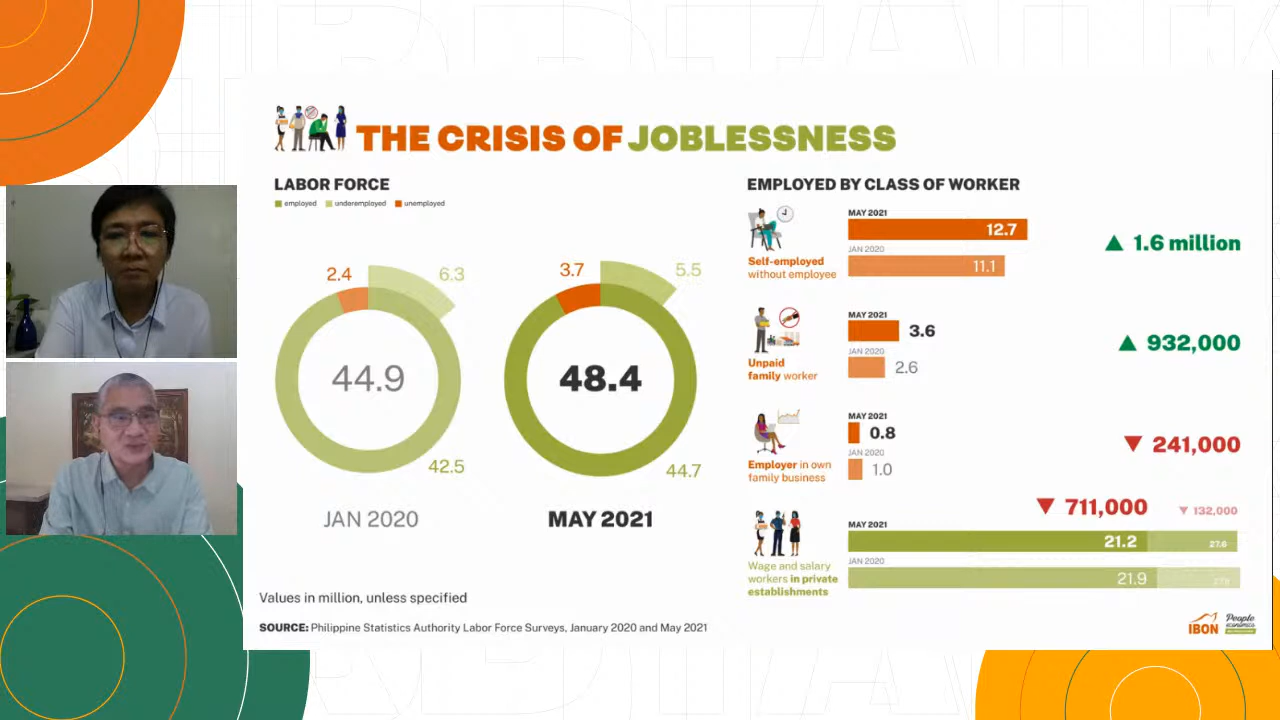 THE CRISIS OF JOBLESSNESS
LABOR FORCE
employed underemployed unemployed
2.4
6.3
44.9
42.5
JAN 2020
3.7
5.5
48.4
44.7
MAY 2021
Values in million, unless specified
SOURCE: Philippine Statistics Authority Labor Force Surveys, January 2020 and May 2021
EMPLOYED BY CLASS OF WORKER
Self-employed
without employee
MAY 2021
12.7
JAN 2020
11.1
▲ 1.6 million
Unpaid
family worker
MAY 2021
3.6
JAN 2020
2.6
▲ 932,000
Employer in own
family business
MAY 2021
0.8
JAN 2020
1.0
▼ 241,000
Wage and salary
workers in private
establishments
▼ 711,000
▼ 132,000
MAY 2021
21.2
27.6
JAN 2020
21.9
IBON
People
economics